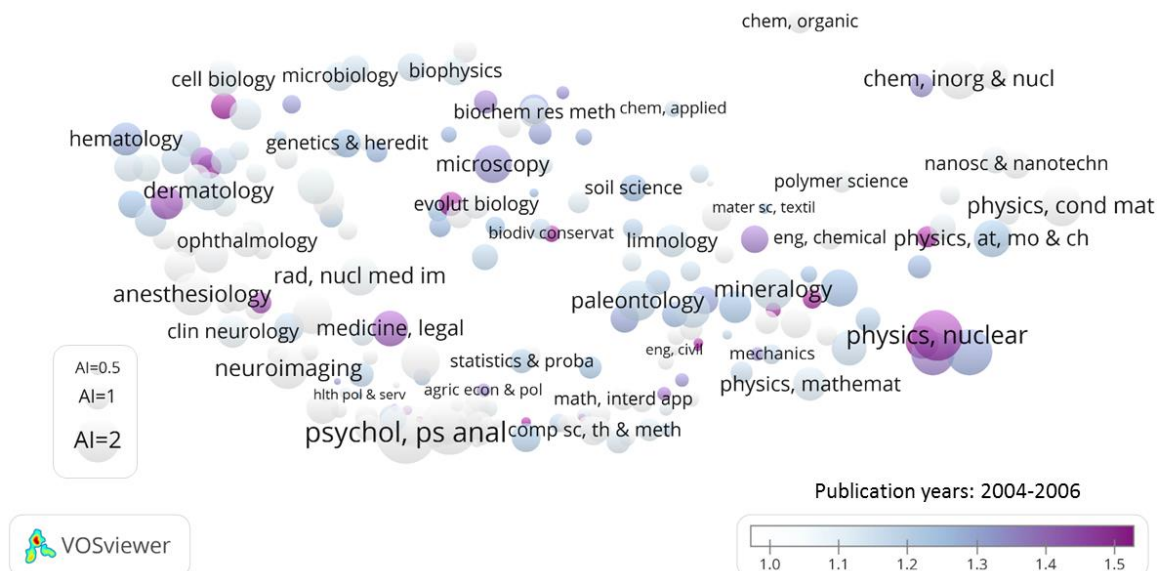 chem, organic
cell biology
microbiology
biophysics
chem, inorg & nucl
biochem res meth
chem, applied
hematology
genetics & heredit
microscopy
nanosc & nanotechn
dermatology
soil science
polymer science
evolut biology
mater sc, textil
physics, cond mat
ophthalmology
biodiv conservat
limnology
eng, chemical
physics, at, mo & ch
rad, nucl med im
anesthesiology
paleontology
mineralogy
clin neurology
medicine, legal
physics, nuclear
neuroimaging
statistics & proba
eng, civil
mechanics
AI=0.5
hlth pol & serv
agric econ & pol
math, interd app
physics, mathemat
AI=1
psychol, ps anal
comp sc, th & meth
AI=2
Publication years: 2004-2006
VOSviewer
1.0 1.1 1.2 1.3 1.4 1.5